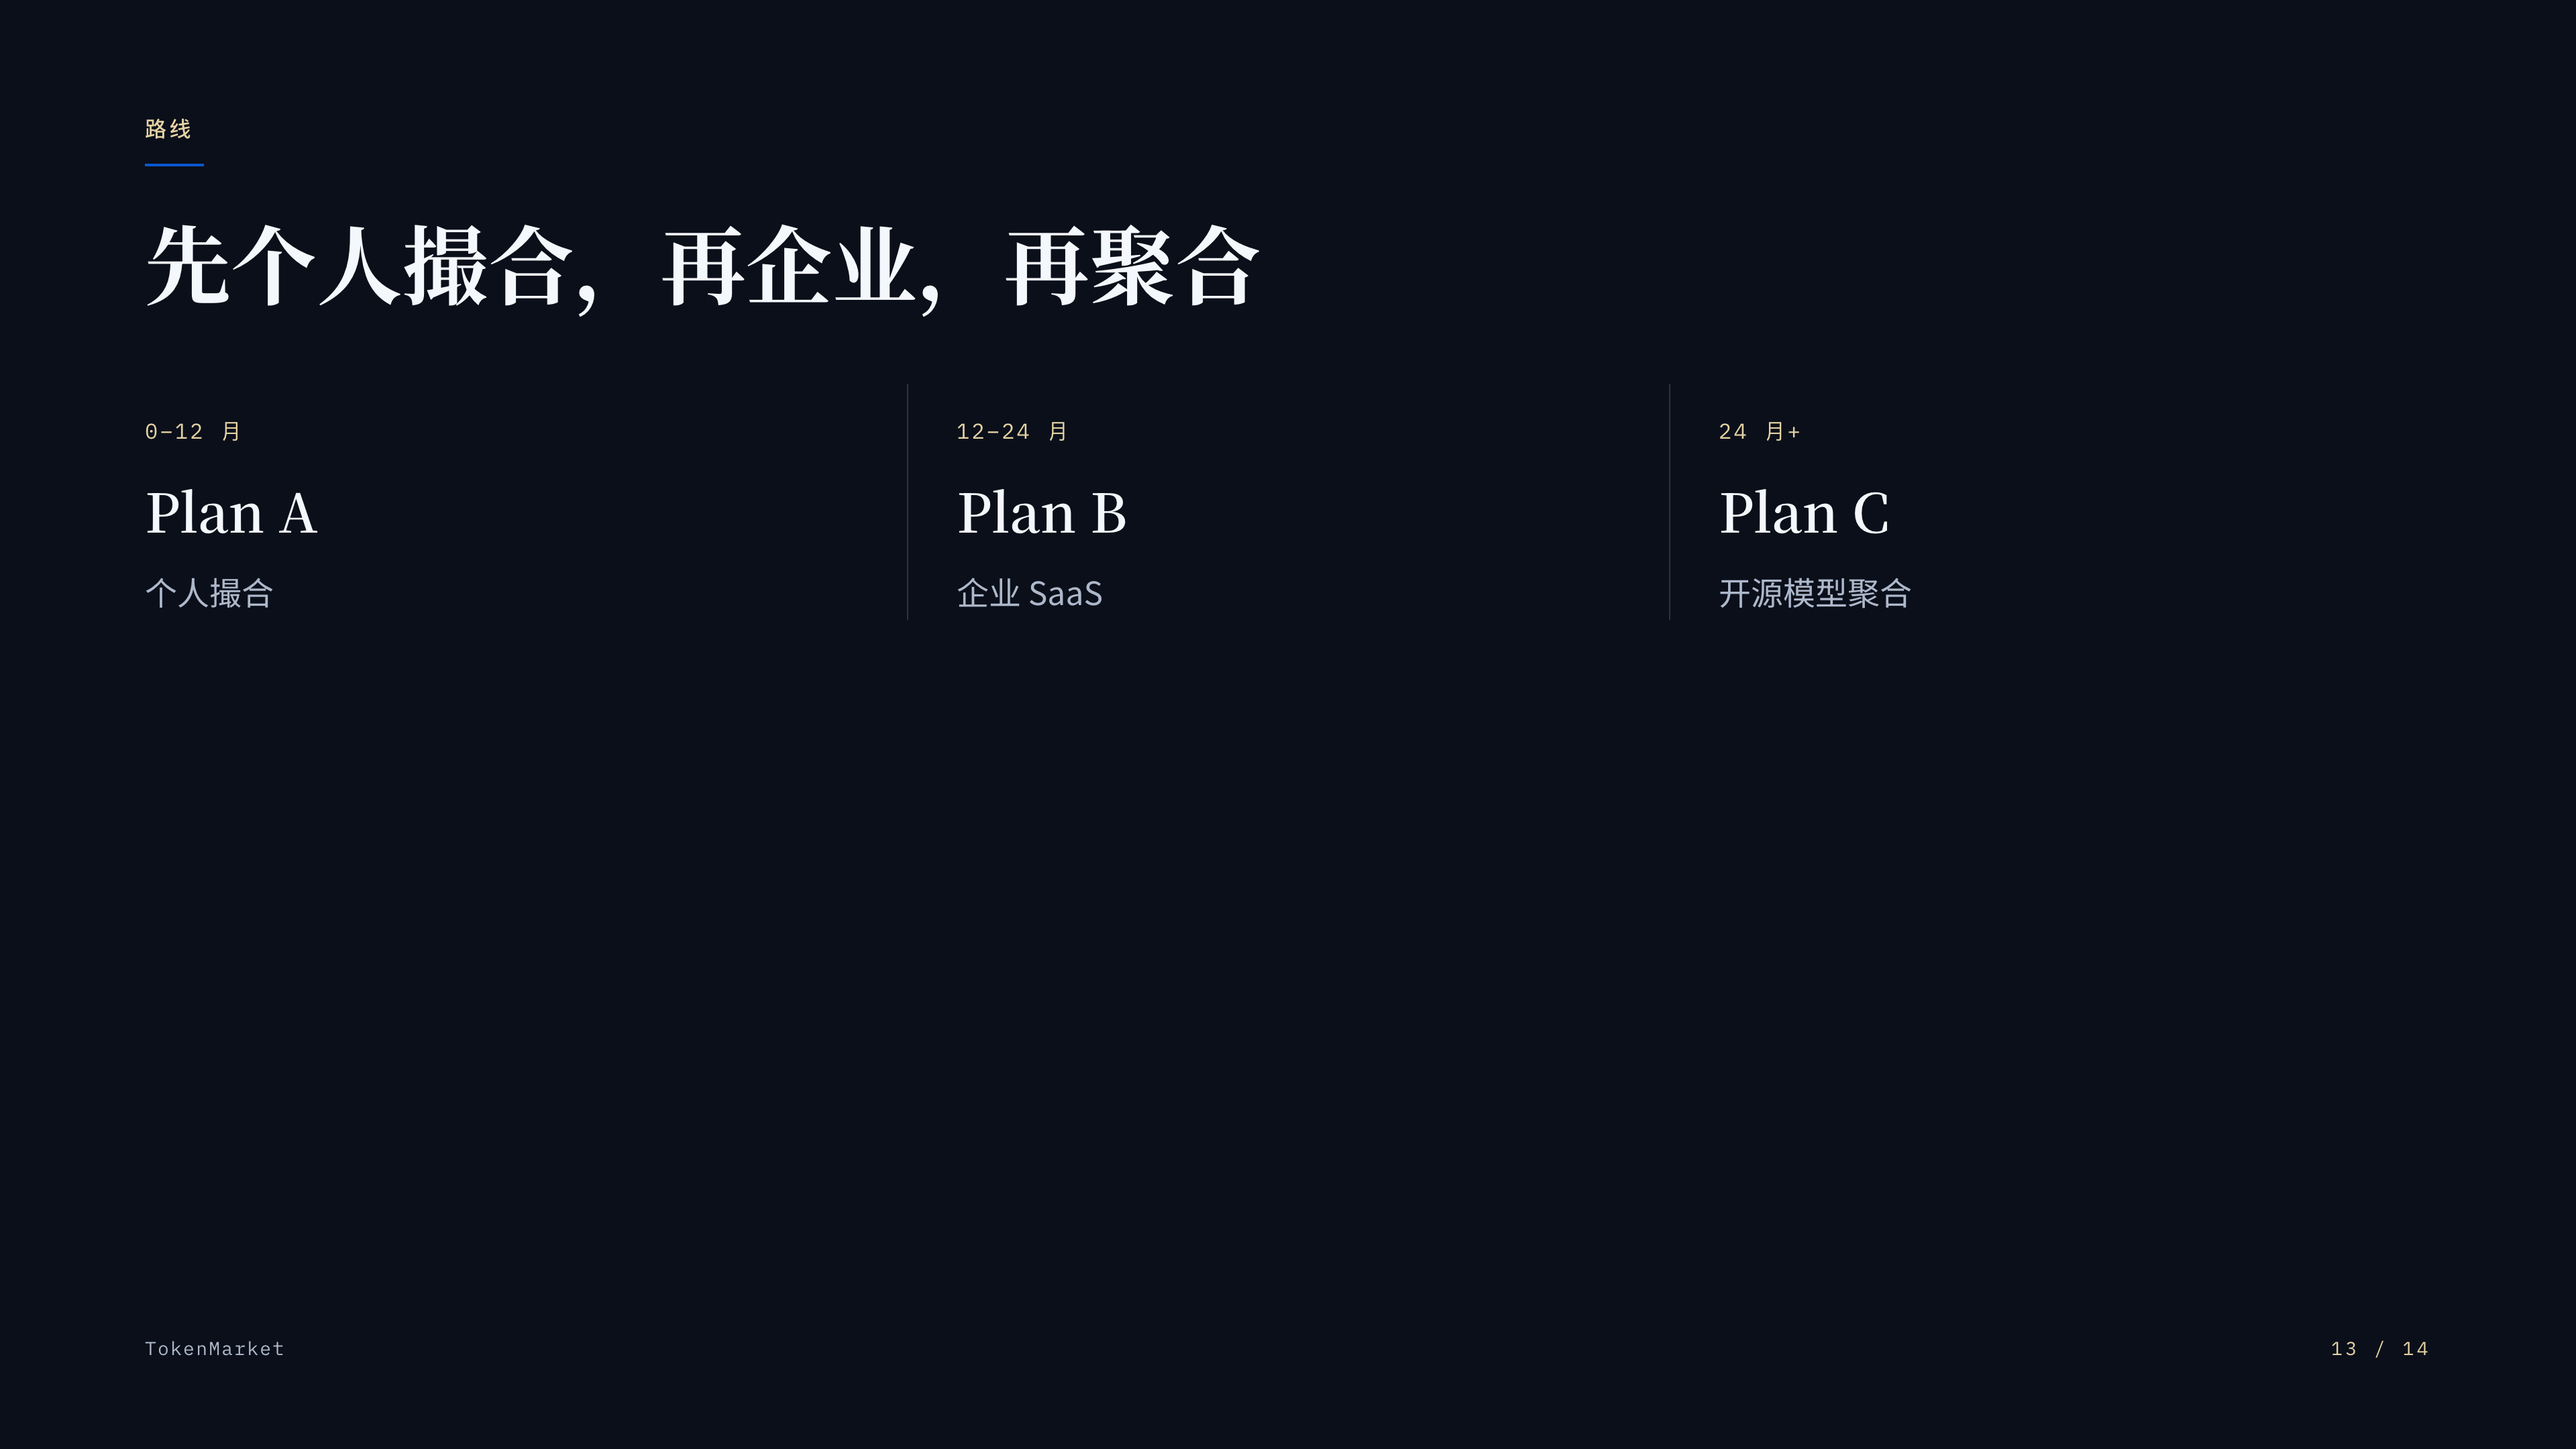 路线
先个人撮合，再企业，再聚合
0–12 月
Plan A
个人撮合
12–24 月
Plan B
企业 SaaS
24 月+
Plan C
开源模型聚合
TokenMarket
13 / 14